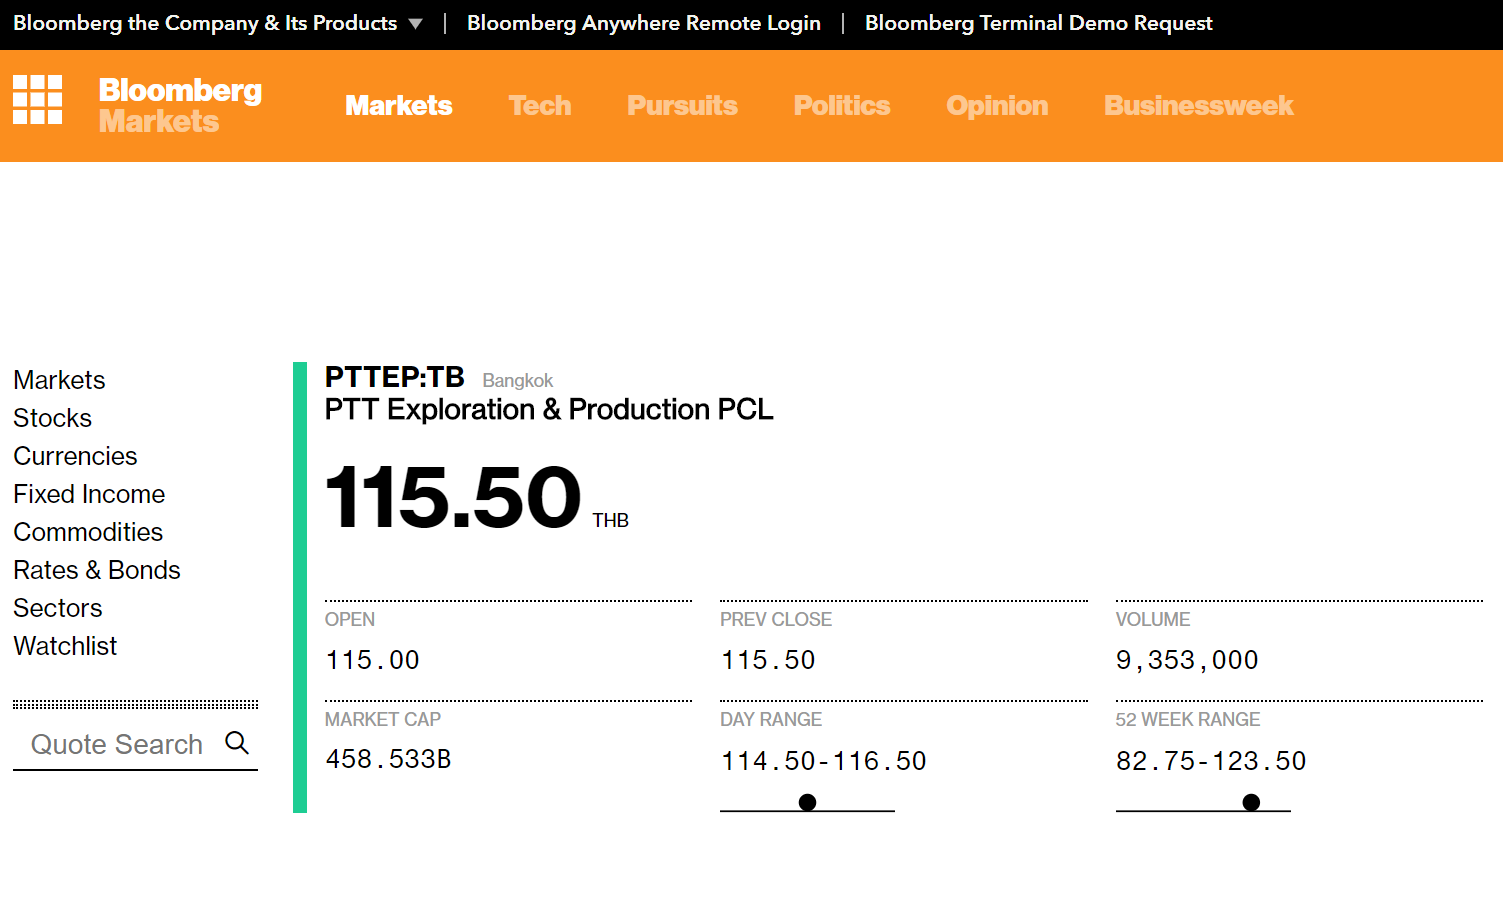 Bloomberg the Company & Its Products ▼ | Bloomberg Anywhere Remote Login | Bloomberg Terminal Demo Request
Bloomberg
Markets
Markets Tech Pursuits Politics Opinion Businessweek
Markets
Stocks
Currencies
Fixed Income
Commodities
Rates & Bonds
Sectors
Watchlist
Quote Search
PTTEP:TB Bangkok
PTT Exploration & Production PCL
115.50 THB
OPEN
115.00
PREV CLOSE
115.50
VOLUME
9,353,000
MARKET CAP
458.533B
DAY RANGE
114.50-116.50
52 WEEK RANGE
82.75-123.50